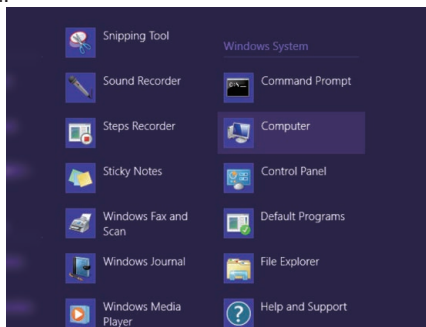 Snipping Tool
Sound Recorder
Steps Recorder
Sticky Notes
Windows Fax and
Scan
Windows Journal
Windows Media
Player
Windows System
Command Prompt
Computer
Control Panel
Default Programs
File Explorer
Help and Support